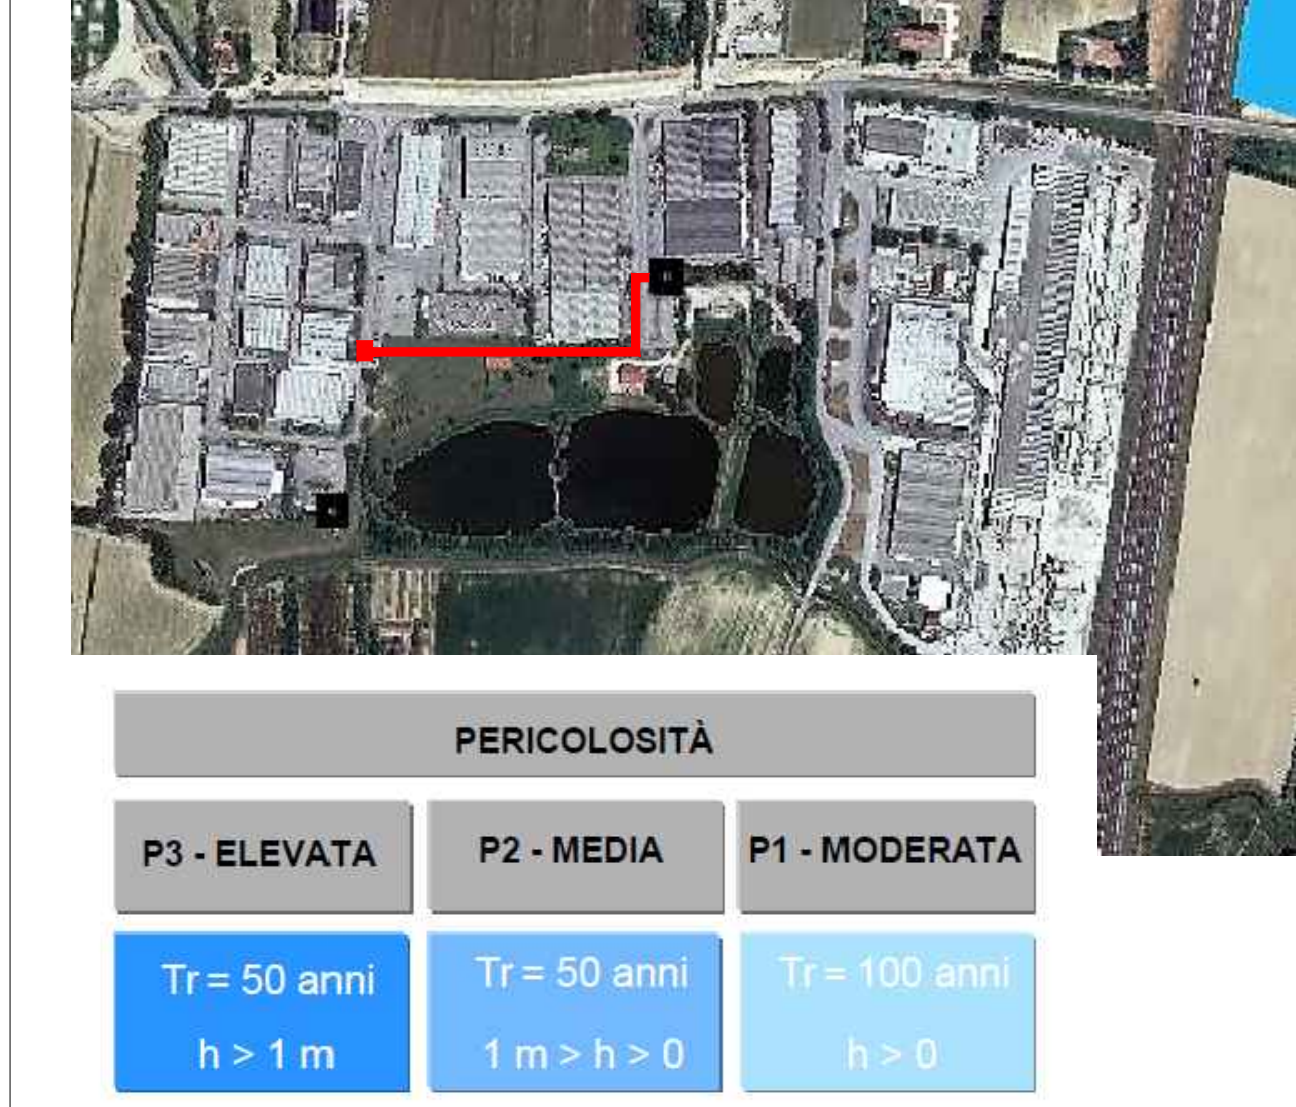 PERICOLOSITÀ
P3 - ELEVATA
P2 - MEDIA
P1 - MODERATA
Tr = 50 anni
h > 1 m
Tr = 50 anni
1 m > h > 0
Tr = 100 anni
h > 0